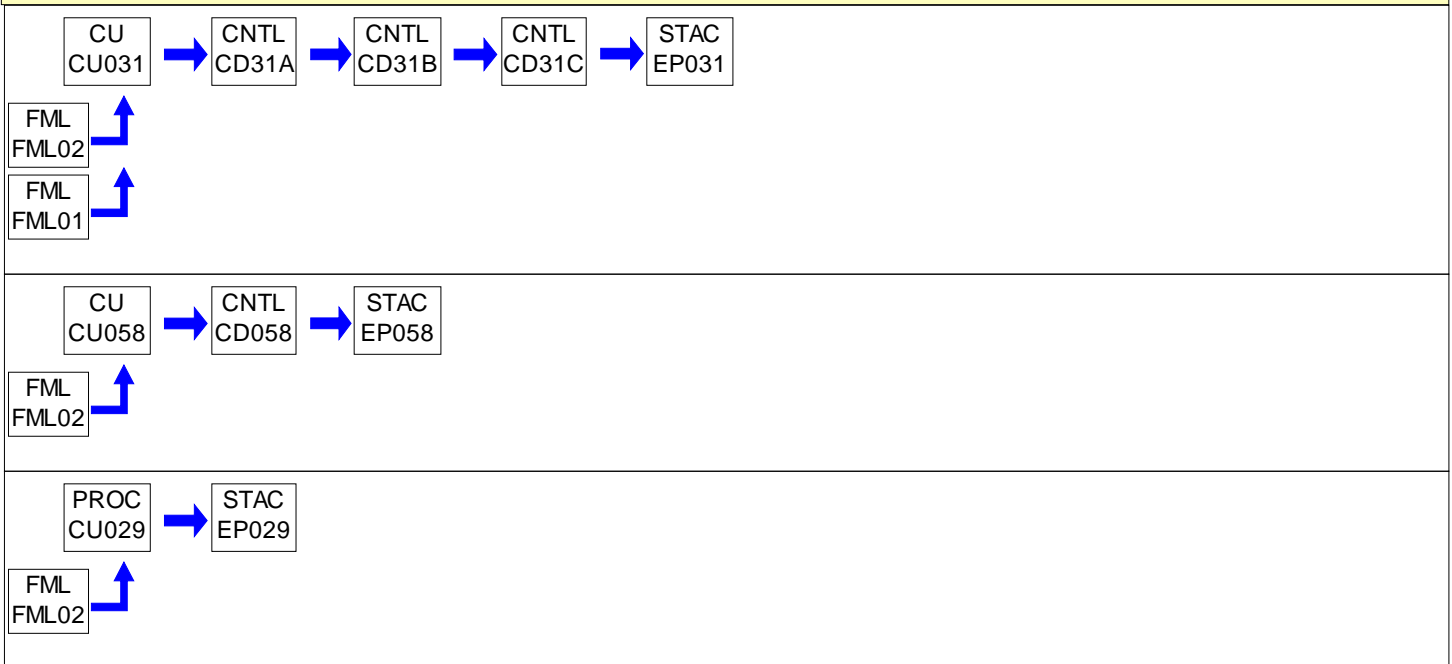 CU
CU031
CNTL
CD31A
CNTL
CD31B
CNTL
CD31C
STAC
EP031
FML
FML02
FML
FML01
CU
CU058
CNTL
CD058
STAC
EP058
FML
FML02
PROC
CU029
STAC
EP029
FML
FML02